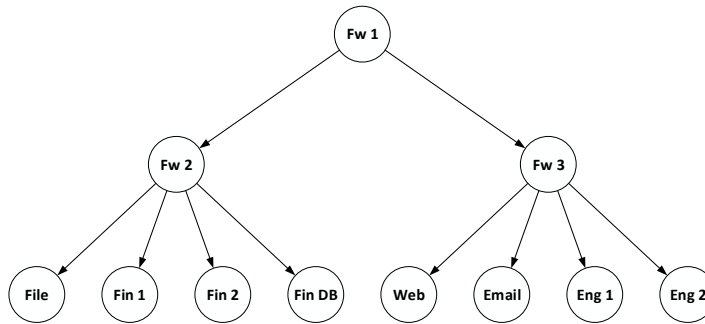 Fw 1
Fw 2
Fw 3
File
Fin 1
Fin 2
Fin DB
Web
Email
Eng 1
Eng 2